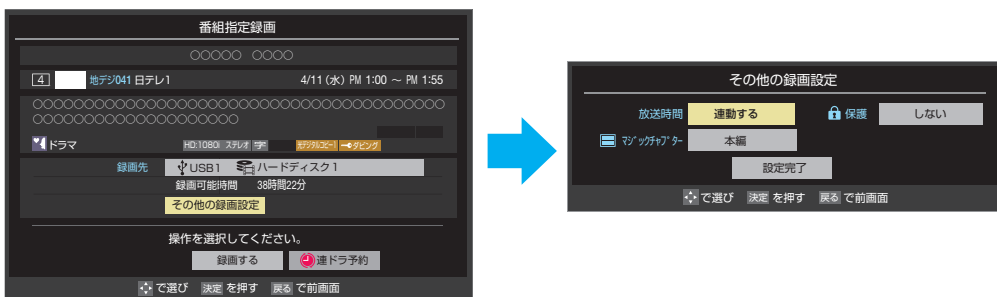 番組指定録画
○○○○○ ○○○○
4 地デジ041 日テレ1 4/11 (水) PM 1:00 ～ PM 1:55
○○○○○○○○○○○○○○○○○○○○○○○○○○○○○○○○○○○○○○○○
○○○○○○○○○○○○○○○○○○○○
ドラマ HD:1080i ステレオ 字 デジタルコピー1 ダビング
録画先 USB1 ハードディスク1
録画可能時間 38時間22分
その他の録画設定
操作を選択してください。
録画する 連ドラ予約
で選び 決定 を押す 戻る で前画面
その他の録画設定
放送時間 連動する 保護 しない
マジックチャプター 本編
設定完了
で選び 決定 を押す 戻る で前画面